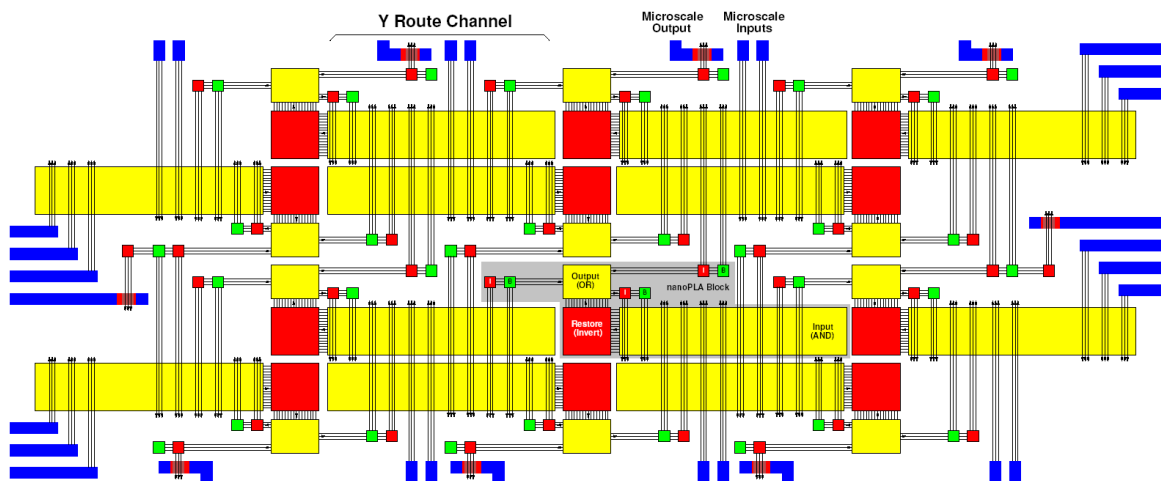 Y Route Channel
Microscale
Output
Microscale
Inputs
I
B
Output
(OR)
I
B
nanoPLA Block
I
B
Restore
(Invert)
Input
(AND)